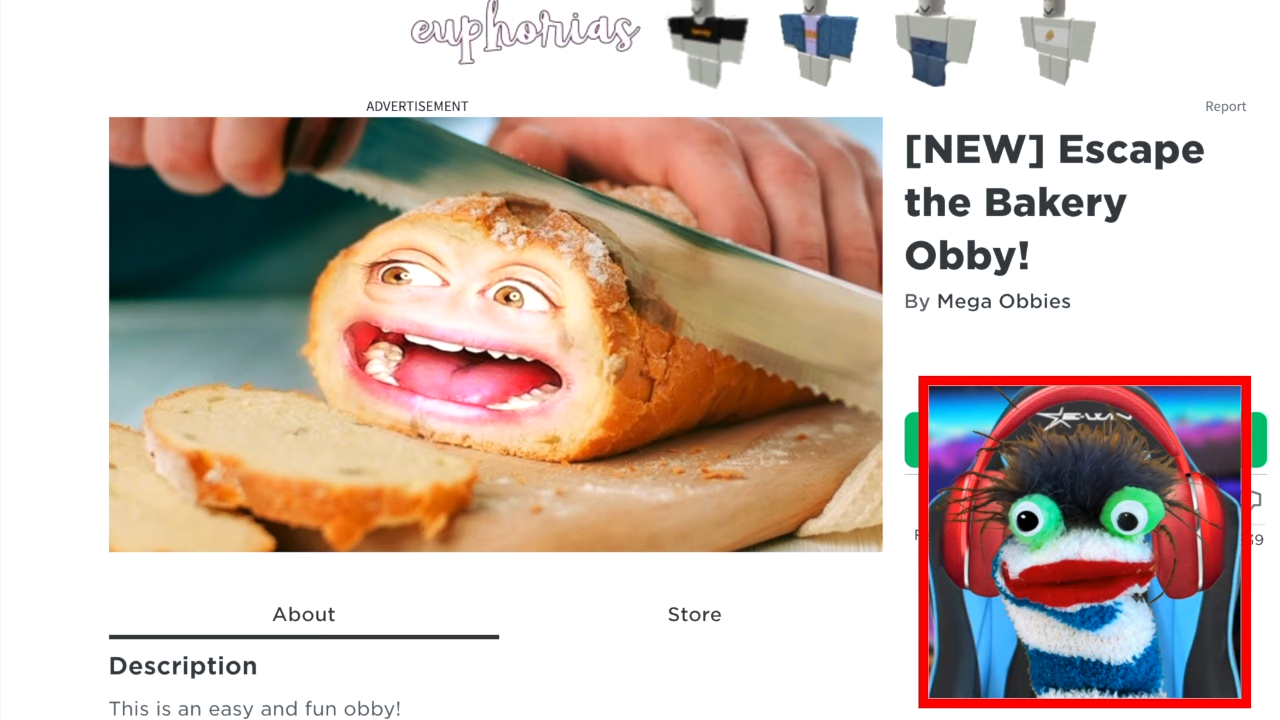 euphorias
ADVERTISEMENT
Report
[NEW] Escape
the Bakery
Obby!
By Mega Obbies
39
About
Store
Description
This is an easy and fun obby!